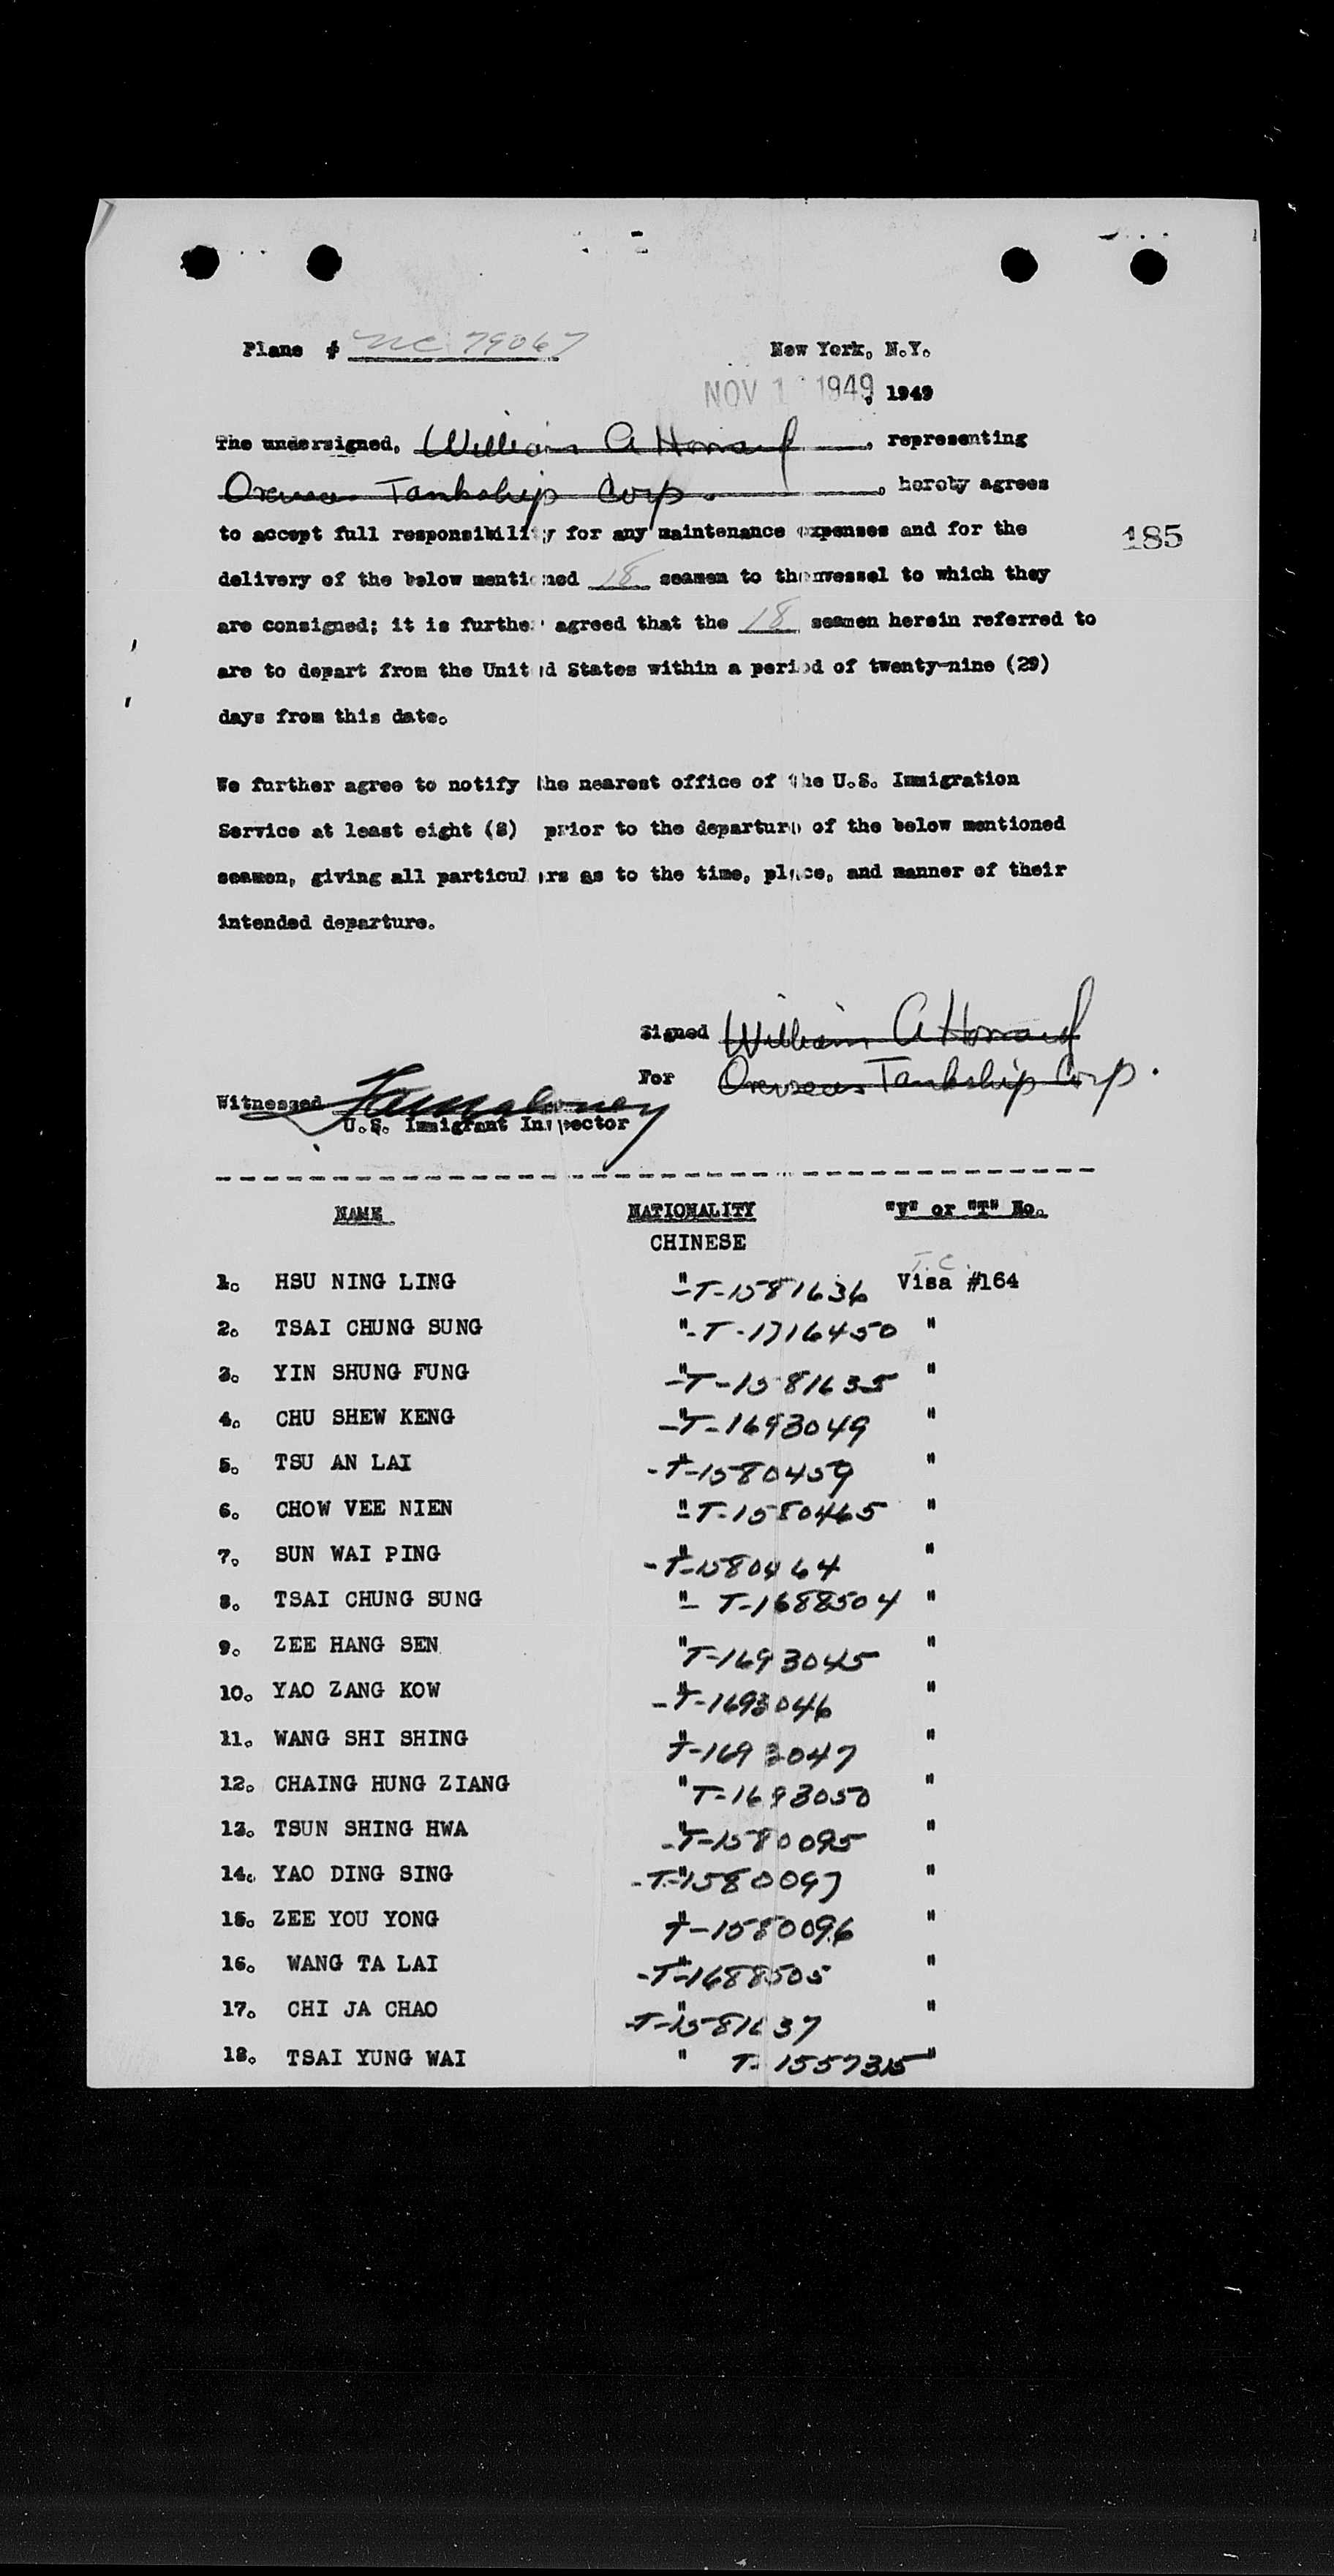 Plane # NC 79067 New York, N.Y.
NOV 1 1949, 1949
The undersigned, William A Howard, representing
Overseas Tankship Corp., hereby agrees
to accept full responsibility for any maintenance expenses and for the
185
delivery of the below mentioned 18 seamen to the vessel to which they
are consigned; it is further agreed that the 18 seamen herein referred to
are to depart from the United States within a period of twenty-nine (29)
days from this date.
We further agree to notify the nearest office of the U.S. Immigration
Service at least eight (8) prior to the departure of the below mentioned
seamen, giving all particulars as to the time, place, and manner of their
intended departure.
Signed William A Howard
For Overseas Tankship Corp.
Witnessed
U.S. Immigrant Inspector
NAME NATIONALITY "V" or "T" No.
CHINESE
T.C.
1. HSU NING LING " -T-1581636 Visa #164
2. TSAI CHUNG SUNG " -T-1716450 "
3. YIN SHUNG FUNG " -T-1581635 "
4. CHU SHEW KENG " -T-1693049 "
5. TSU AN LAI " -T-1580459 "
6. CHOW VEE NIEN " -T-1580465 "
7. SUN WAI PING " -T-1580464 "
8. TSAI CHUNG SUNG " - T-1688504 "
9. ZEE HANG SEN " T-1693045 "
10. YAO ZANG KOW " -T-1693046 "
11. WANG SHI SHING " T-1693047 "
12. CHAING HUNG ZIANG " T-1693050 "
13. TSUN SHING HWA " -T-1580095 "
14. YAO DING SING " -T-1580097 "
15. ZEE YOU YONG " T-1580096 "
16. WANG TA LAI " -T-1688505 "
17. CHI JA CHAO " -T-1581637 "
18. TSAI YUNG WAI " T-1557315 "